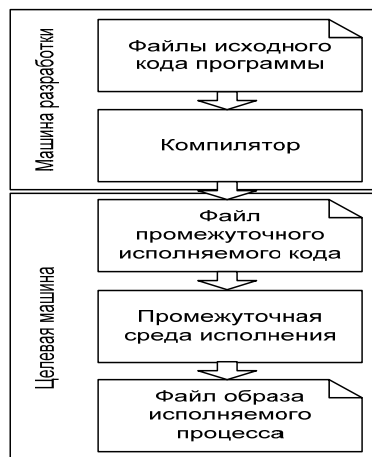 Машина разработки
Файлы исходного
кода программы
Компилятор
Целевая машина
Файл
промежуточного
исполняемого кода
Промежуточная
среда исполнения
Файл образа
исполняемого
процесса